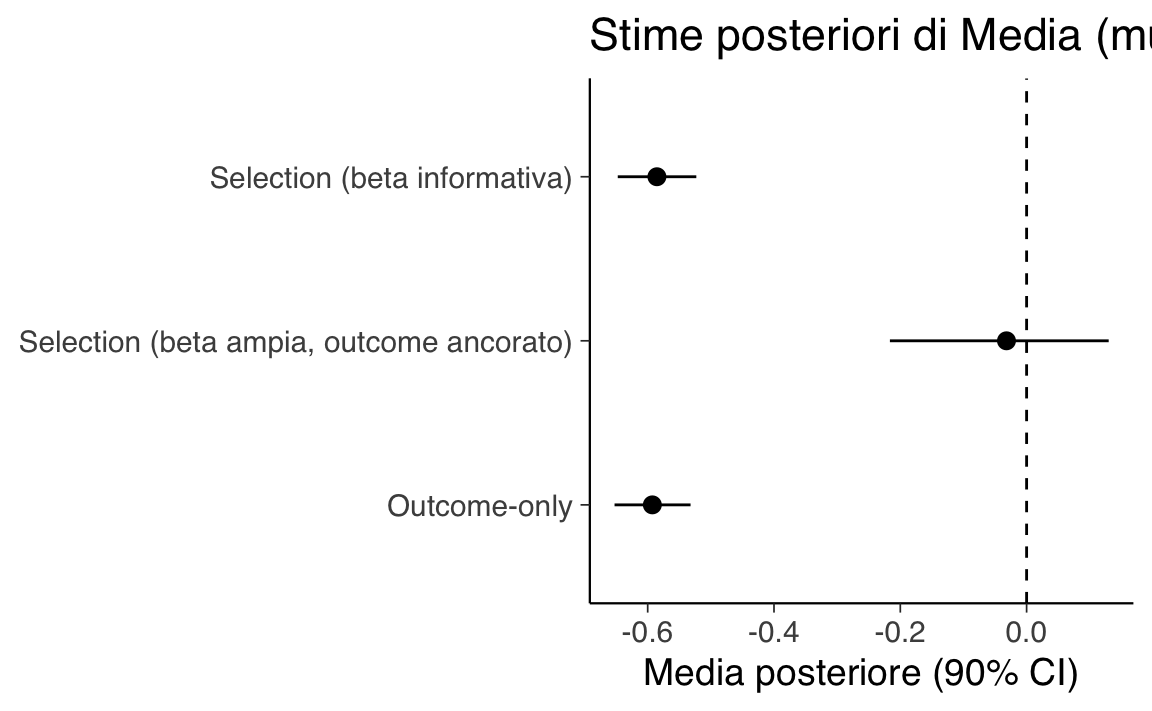 Stime posteriori di Media (mu
Selection (beta informativa)
Selection (beta ampia, outcome ancorato)
Outcome-only
-0.6 -0.4 -0.2 0.0
Media posteriore (90% CI)